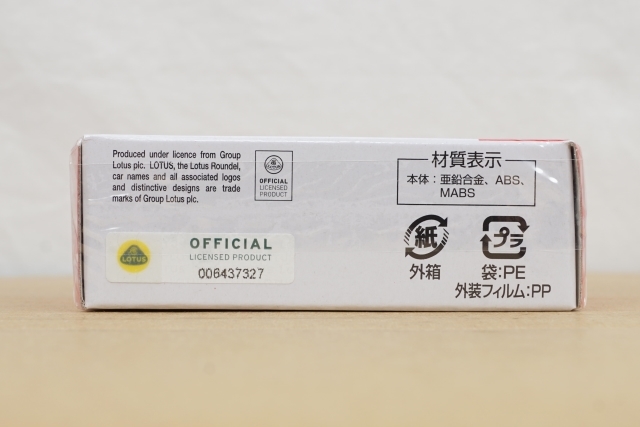 Produced under licence from Group
Lotus plc. LOTUS, the Lotus Roundel,
car names and all associated logos
and distinctive designs are trade
marks of Group Lotus plc.
OFFICIAL
LICENSED
PRODUCT
LOTUS
OFFICIAL
LICENSED PRODUCT
006437327
材質表示
本体：亜鉛合金、ABS、
MABS
紙
外箱
プラ
袋:PE
外装フィルム:PP